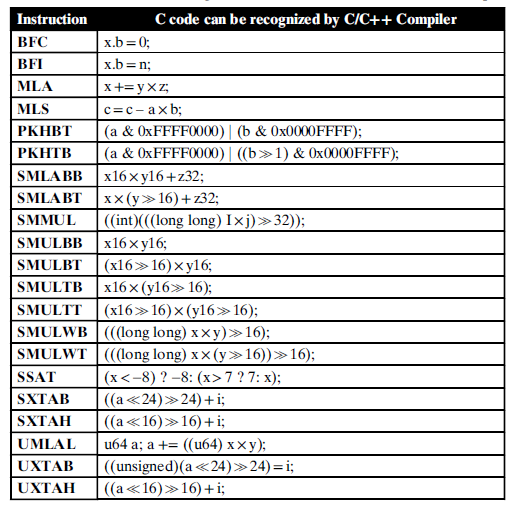 Instruction C code can be recognized by C/C++ Compiler
BFC x.b = 0;
BFI x.b = n;
MLA x += y × z;
MLS c = c – a × b;
PKHBT (a & 0xFFFF0000) | (b & 0x0000FFFF);
PKHTB (a & 0xFFFF0000) | ((b ≫ 1) & 0x0000FFFF);
SMLABB x16 × y16 + z32;
SMLABT x × (y ≫ 16) + z32;
SMMUL ((int)(((long long) I × j) ≫ 32));
SMULBB x16 × y16;
SMULBT (x16 ≫ 16) × y16;
SMULTB x16 × (y16 ≫ 16);
SMULTT (x16 ≫ 16) × (y16 ≫ 16);
SMULWB (((long long) x × y) ≫ 16);
SMULWT (((long long) x × (y ≫ 16)) ≫ 16);
SSAT (x < –8) ? –8: (x > 7 ? 7: x);
SXTAB ((a ≪ 24) ≫ 24) + i;
SXTAH ((a ≪ 16) ≫ 16) + i;
UMLAL u64 a; a += ((u64) x × y);
UXTAB ((unsigned)(a ≪ 24) ≫ 24) = i;
UXTAH ((a ≪ 16) ≫ 16) + i;